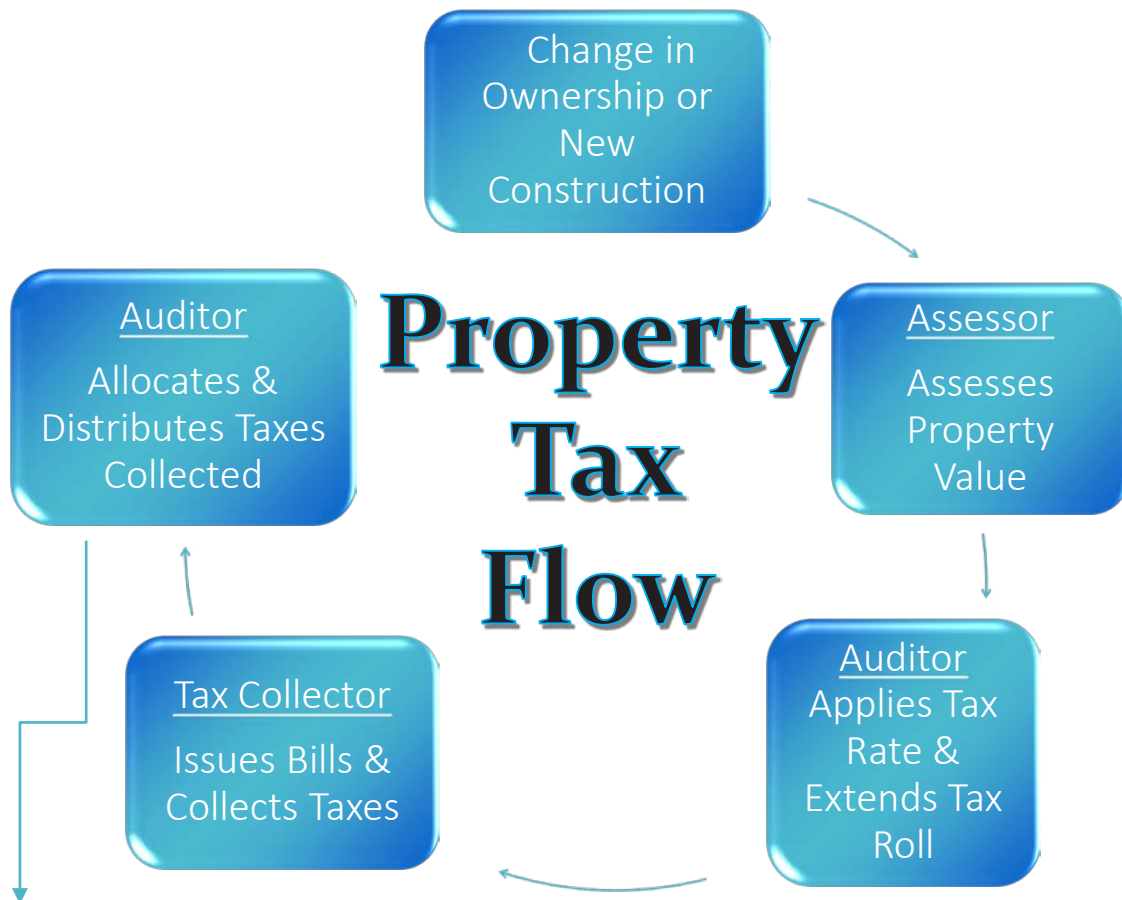 Change in
Ownership or
New
Construction
Property
Tax
Flow
Assessor
Assesses
Property
Value
Auditor
Applies Tax
Rate &
Extends Tax
Roll
Tax Collector
Issues Bills &
Collects Taxes
Auditor
Allocates &
Distributes Taxes
Collected